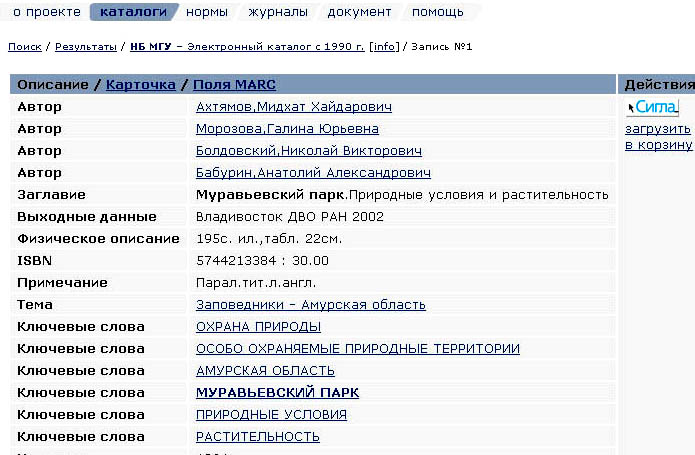 о проекте каталоги нормы журналы документ помощь
Поиск / Результаты / НБ МГУ – Электронный каталог с 1990 г. [info] / Запись №1
Описание / Карточка / Поля MARC Действия
Автор Ахтямов,Мидхат Хайдарович Сигла
Автор Морозова,Галина Юрьевна загрузить
Автор Болдовский,Николай Викторович в корзину
Автор Бабурин,Анатолий Александрович
Заглавие Муравьевский парк.Природные условия и растительность
Выходные данные Владивосток ДВО РАН 2002
Физическое описание 195с. ил.,табл. 22см.
ISBN 5744213384 : 30.00
Примечание Парал.тит.л.англ.
Тема Заповедники – Амурская область
Ключевые слова ОХРАНА ПРИРОДЫ
Ключевые слова ОСОБО ОХРАНЯЕМЫЕ ПРИРОДНЫЕ ТЕРРИТОРИИ
Ключевые слова АМУРСКАЯ ОБЛАСТЬ
Ключевые слова МУРАВЬЕВСКИЙ ПАРК
Ключевые слова ПРИРОДНЫЕ УСЛОВИЯ
Ключевые слова РАСТИТЕЛЬНОСТЬ